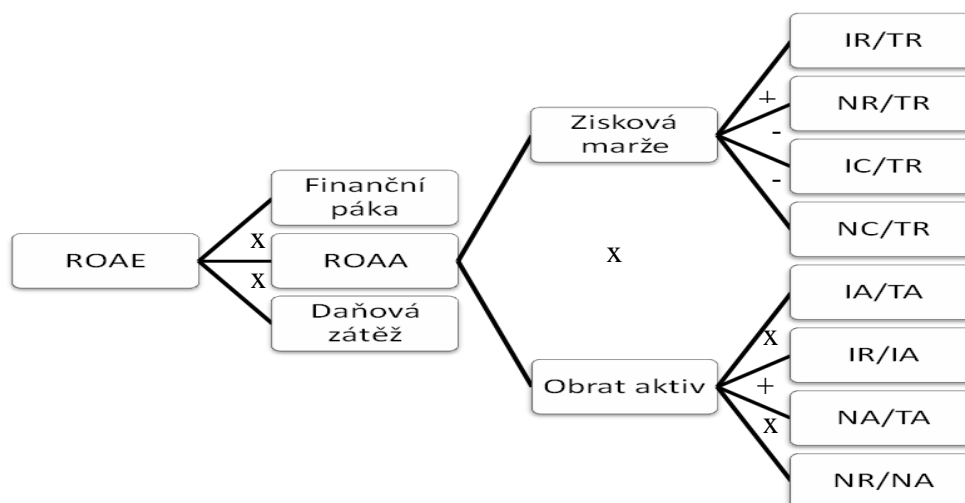 IR/TR
+
NR/TR
-
IC/TR
-
NC/TR
Zisková
marže
Finanční
páka
x
ROAE
ROAA
x
x
Daňová
zátěž
Obrat aktiv
IA/TA
x
IR/IA
+
NA/TA
x
NR/NA